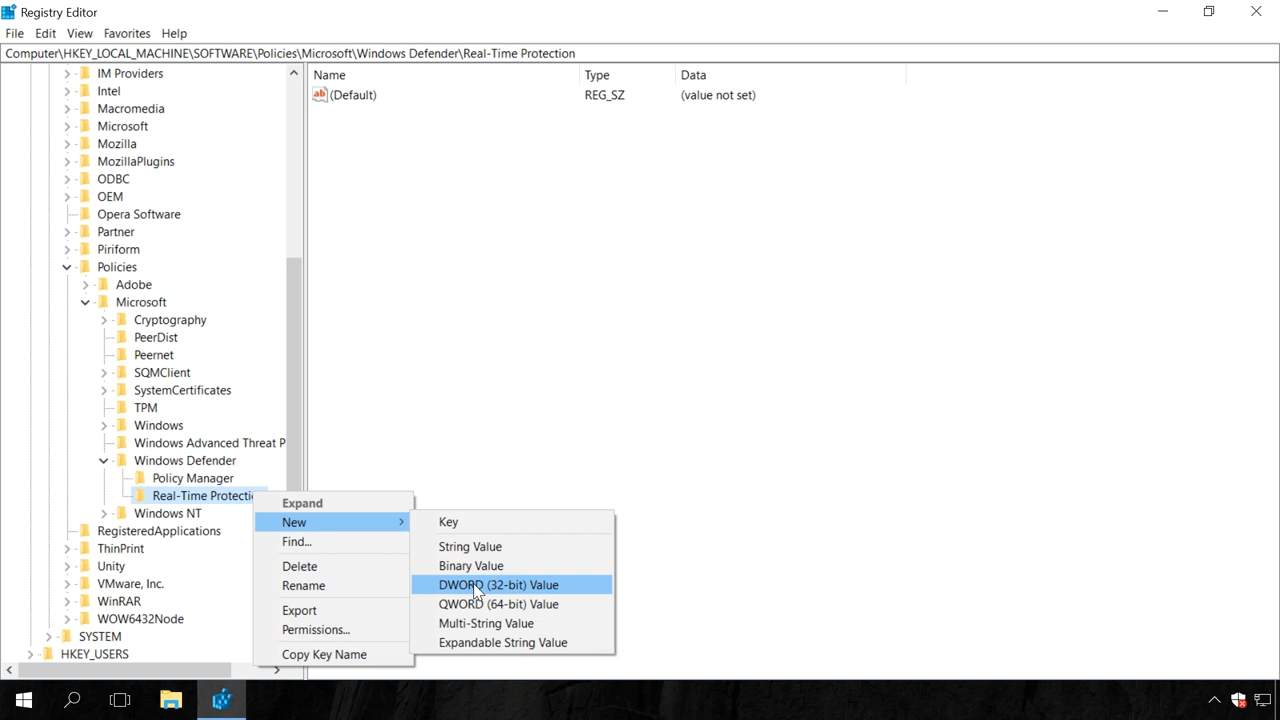 Registry Editor
File Edit View Favorites Help
Computer\HKEY_LOCAL_MACHINE\SOFTWARE\Policies\Microsoft\Windows Defender\Real-Time Protection
IM Providers
Intel
Macromedia
Microsoft
Mozilla
MozillaPlugins
ODBC
OEM
Opera Software
Partner
Piriform
Policies
Adobe
Microsoft
Cryptography
PeerDist
Peernet
SQMClient
SystemCertificates
TPM
Windows
Windows Advanced Threat P
Windows Defender
Policy Manager
Real-Time Protectio
Windows NT
RegisteredApplications
ThinPrint
Unity
VMware, Inc.
WinRAR
WOW6432Node
SYSTEM
HKEY_USERS
Name Type Data
ab (Default) REG_SZ (value not set)
Expand
New
Find...
Delete
Rename
Export
Permissions...
Copy Key Name
Key
String Value
Binary Value
DWORD (32-bit) Value
QWORD (64-bit) Value
Multi-String Value
Expandable String Value